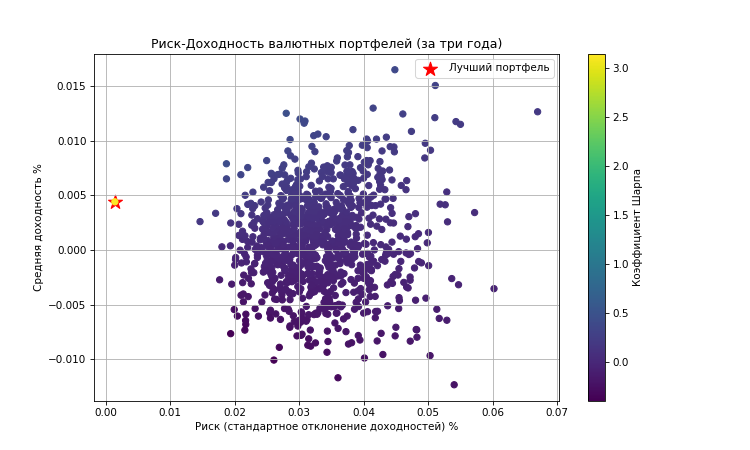 Риск-Доходность валютных портфелей (за три года)
Лучший портфель
Средняя доходность %
0.015
0.010
0.005
0.000
−0.005
−0.010
0.00 0.01 0.02 0.03 0.04 0.05 0.06 0.07
Риск (стандартное отклонение доходностей) %
3.0
2.5
2.0
1.5
1.0
0.5
0.0
Коэффициент Шарпа